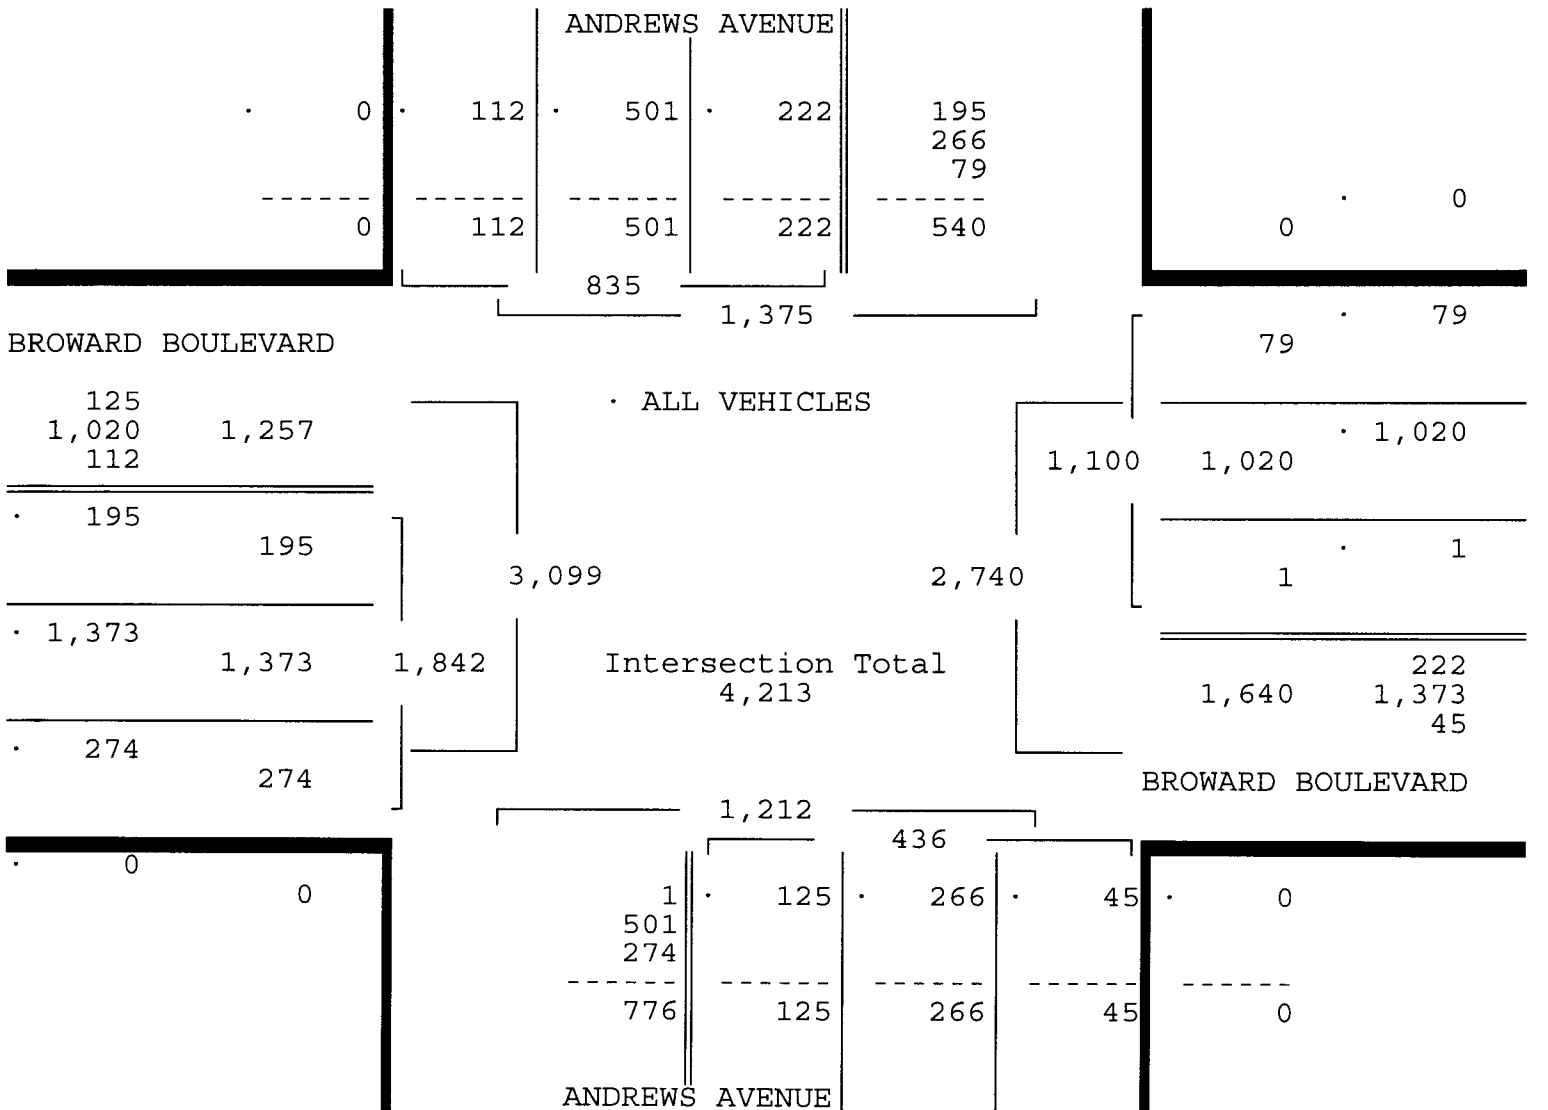 ANDREWS AVENUE
· 0 · 112 · 501 · 222 195
266
79
· 0
------ ------ ------ ------ ------
0 112 501 222 540 0
835
1,375
· 79
79
BROWARD BOULEVARD
125 · ALL VEHICLES
1,020 1,257 · 1,020
112 1,100 1,020
· 195
195 · 1
3,099 2,740 1
· 1,373
1,373 1,842 Intersection Total 222
4,213 1,640 1,373
45
· 274
274 BROWARD BOULEVARD
1,212
436
· 0
0 1 · 125 · 266 · 45 · 0
501
274
------ ------ ------ ------ ------
776 125 266 45 0
ANDREWS AVENUE